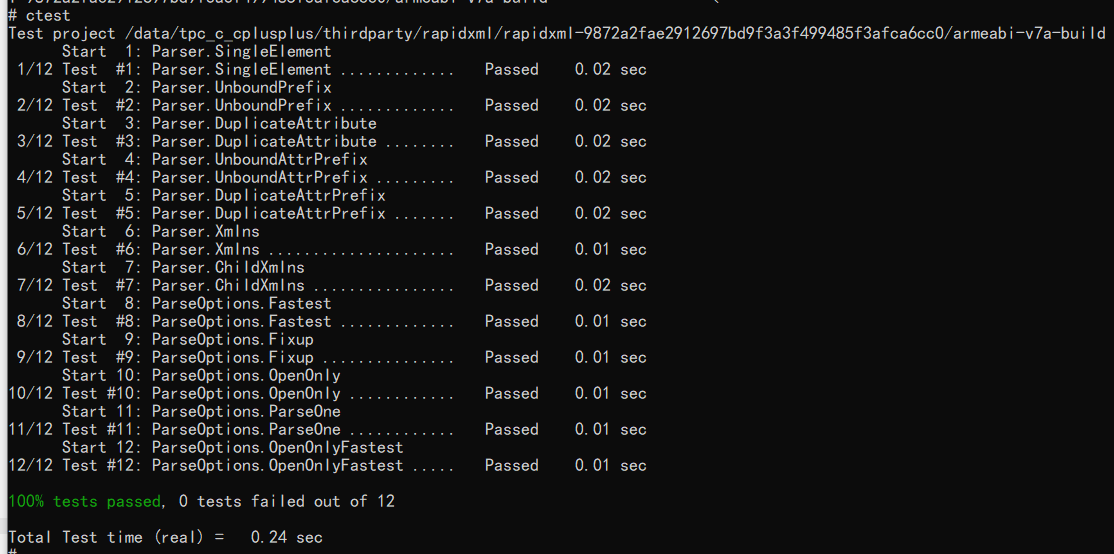 # ctest
Test project /data/tpc_c_cplusplus/thirdparty/rapidxml/rapidxml-9872a2fae2912697bd9f3a3f499485f3afca6cc0/armeabi-v7a-build
      Start  1: Parser.SingleElement
 1/12 Test  #1: Parser.SingleElement .............   Passed    0.02 sec
      Start  2: Parser.UnboundPrefix
 2/12 Test  #2: Parser.UnboundPrefix .............   Passed    0.02 sec
      Start  3: Parser.DuplicateAttribute
 3/12 Test  #3: Parser.DuplicateAttribute ........   Passed    0.02 sec
      Start  4: Parser.UnboundAttrPrefix
 4/12 Test  #4: Parser.UnboundAttrPrefix .........   Passed    0.02 sec
      Start  5: Parser.DuplicateAttrPrefix
 5/12 Test  #5: Parser.DuplicateAttrPrefix .......   Passed    0.02 sec
      Start  6: Parser.Xmlns
 6/12 Test  #6: Parser.Xmlns .....................   Passed    0.01 sec
      Start  7: Parser.ChildXmlns
 7/12 Test  #7: Parser.ChildXmlns ................   Passed    0.02 sec
      Start  8: ParseOptions.Fastest
 8/12 Test  #8: ParseOptions.Fastest .............   Passed    0.01 sec
      Start  9: ParseOptions.Fixup
 9/12 Test  #9: ParseOptions.Fixup ...............   Passed    0.01 sec
      Start 10: ParseOptions.OpenOnly
10/12 Test #10: ParseOptions.OpenOnly ............   Passed    0.01 sec
      Start 11: ParseOptions.ParseOne
11/12 Test #11: ParseOptions.ParseOne ............   Passed    0.01 sec
      Start 12: ParseOptions.OpenOnlyFastest
12/12 Test #12: ParseOptions.OpenOnlyFastest .....   Passed    0.01 sec
100% tests passed, 0 tests failed out of 12
Total Test time (real) =   0.24 sec
#